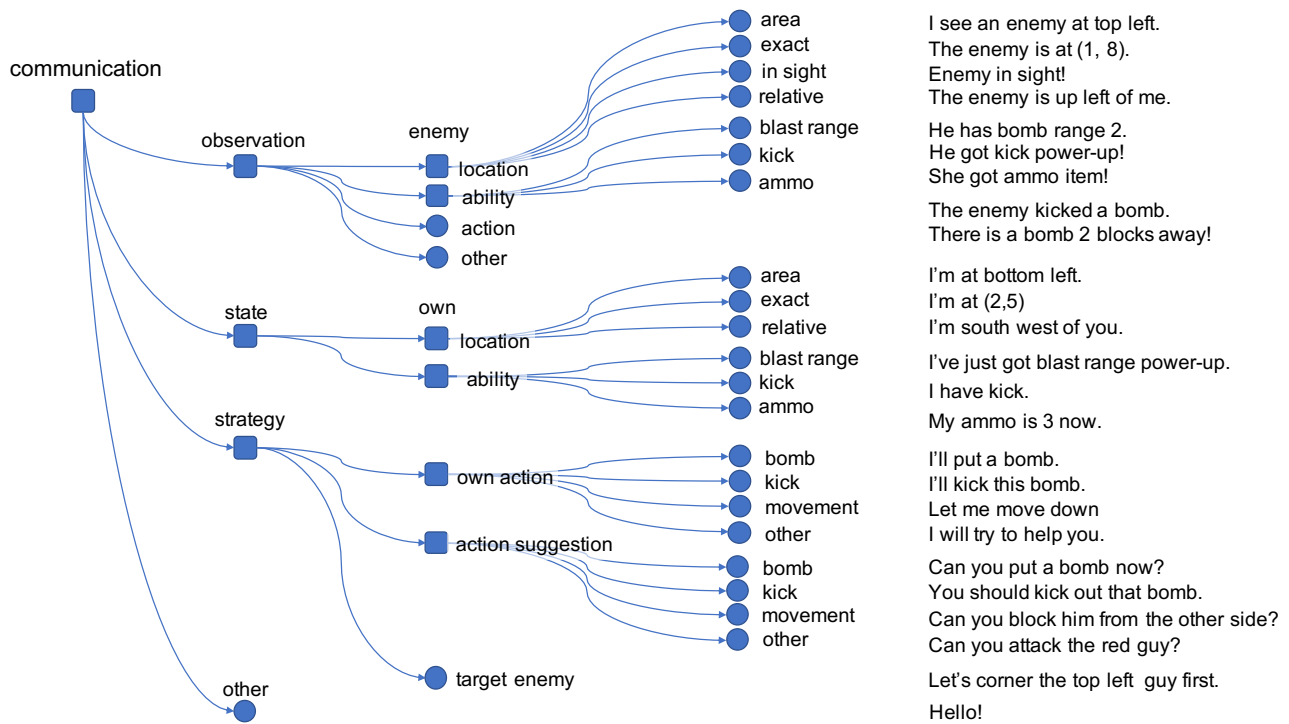 communication
observation
enemy
location
area
I see an enemy at top left.
exact
The enemy is at (1, 8).
in sight
Enemy in sight!
relative
The enemy is up left of me.
ability
blast range
He has bomb range 2.
kick
He got kick power-up!
ammo
She got ammo item!
action
The enemy kicked a bomb.
other
There is a bomb 2 blocks away!
state
own
location
area
I'm at bottom left.
exact
I'm at (2,5)
relative
I'm south west of you.
ability
blast range
I've just got blast range power-up.
kick
I have kick.
ammo
My ammo is 3 now.
strategy
own action
bomb
I'll put a bomb.
kick
I'll kick this bomb.
movement
Let me move down
other
I will try to help you.
action suggestion
bomb
Can you put a bomb now?
kick
You should kick out that bomb.
movement
Can you block him from the other side?
other
Can you attack the red guy?
target enemy
Let's corner the top left guy first.
other
Hello!